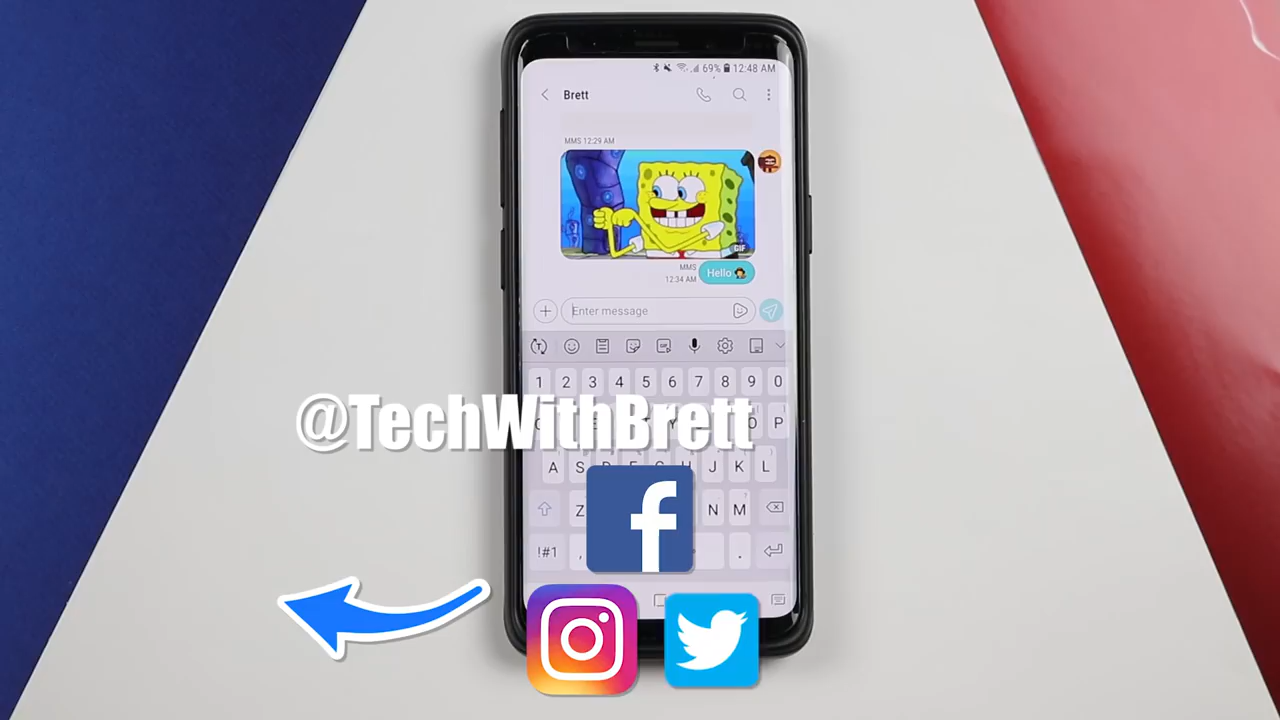 69% 12:48 AM
Brett
MMS 12:29 AM
GIF
MMS
12:34 AM
Hello
Enter message
T
GIF
1 2 3 4 5 6 7 8 9 0
@TechWithBrett
P
A S J K L
f
Z N M
!#1 , .